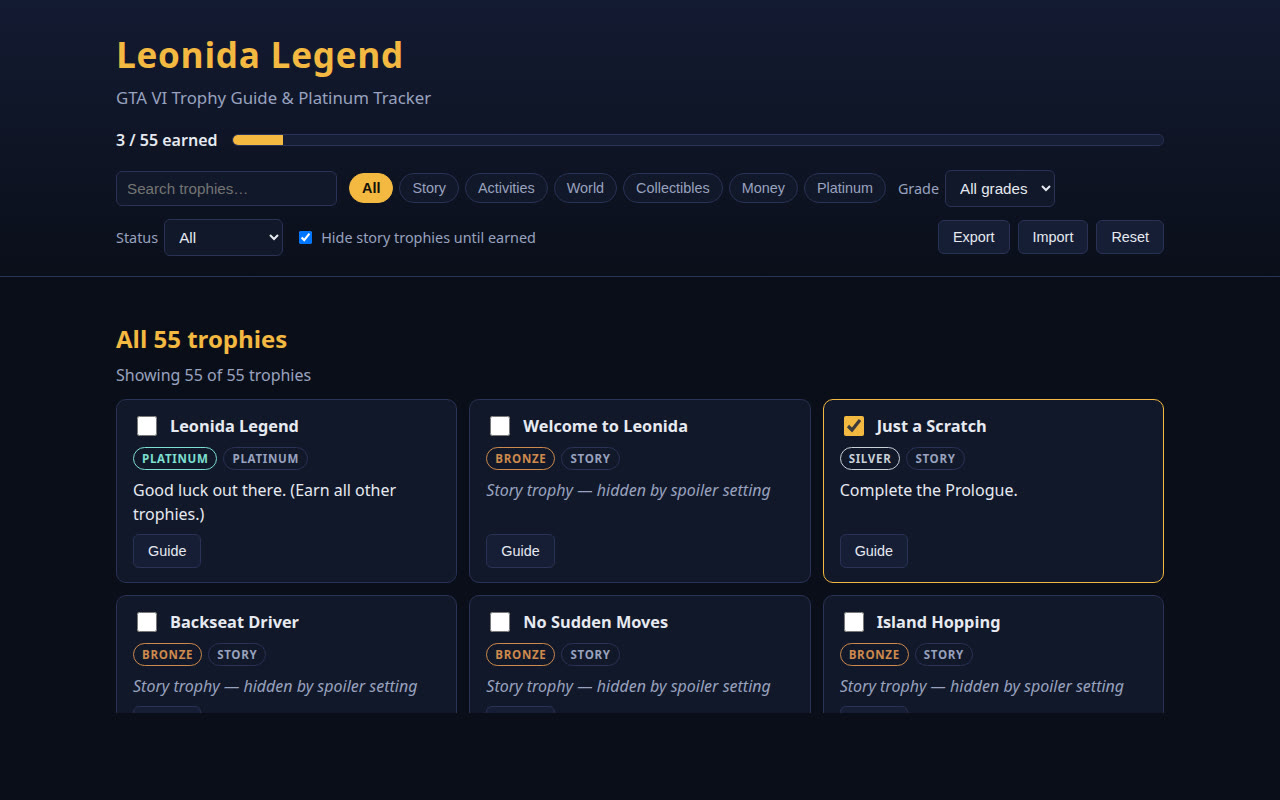 Leonida Legend
GTA VI Trophy Guide & Platinum Tracker
3 / 55 earned
Search trophies…
All
Story
Activities
World
Collectibles
Money
Platinum
Grade
All grades
Status
All
Hide story trophies until earned
Export
Import
Reset
All 55 trophies
Showing 55 of 55 trophies
Leonida Legend
PLATINUM
PLATINUM
Good luck out there. (Earn all other
trophies.)
Guide
Welcome to Leonida
BRONZE
STORY
Story trophy — hidden by spoiler setting
Guide
Just a Scratch
SILVER
STORY
Complete the Prologue.
Guide
Backseat Driver
BRONZE
STORY
Story trophy — hidden by spoiler setting
No Sudden Moves
BRONZE
STORY
Story trophy — hidden by spoiler setting
Island Hopping
BRONZE
STORY
Story trophy — hidden by spoiler setting